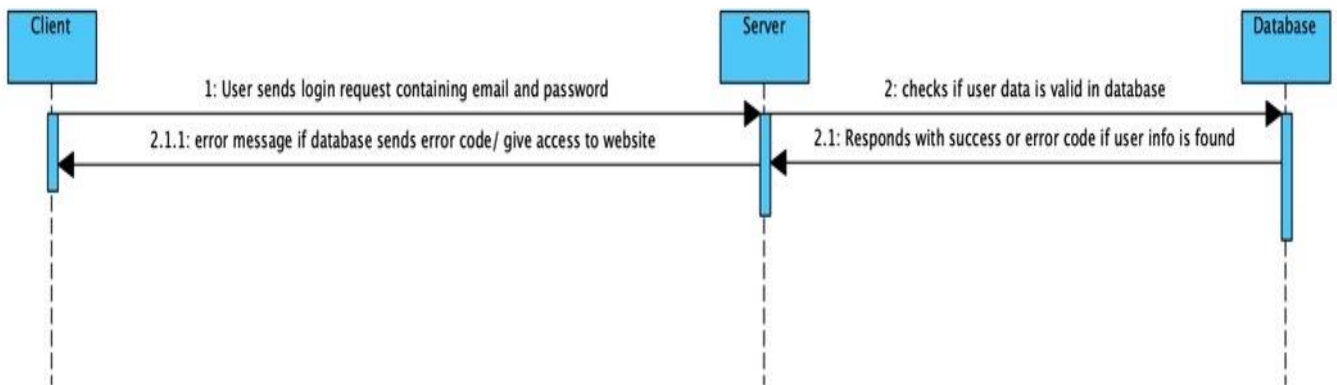 Client
Server
Database
1: User sends login request containing email and password
2: checks if user data is valid in database
2.1.1: error message if database sends error code/ give access to website
2.1: Responds with success or error code if user info is found